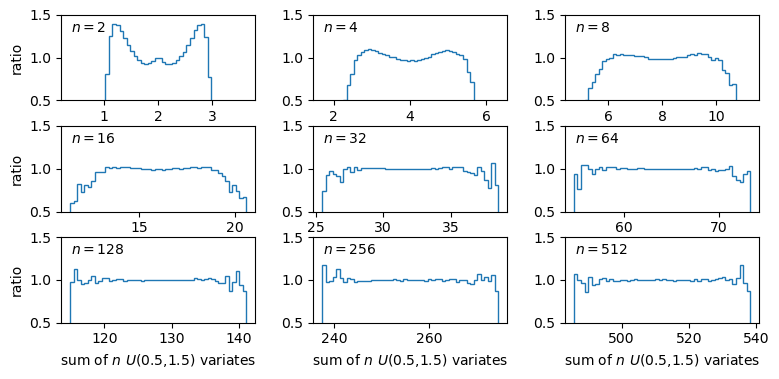 1.5
n = 2
1.0
ratio
0.5
1 2 3
1.5
n = 4
1.0
0.5
2 4 6
1.5
n = 8
1.0
0.5
6 8 10
1.5
n = 16
1.0
ratio
0.5
15 20
1.5
n = 32
1.0
0.5
25 30 35
1.5
n = 64
1.0
0.5
60 70
1.5
n = 128
1.0
ratio
0.5
120 130 140
sum of n U(0.5,1.5) variates
1.5
n = 256
1.0
0.5
240 260
sum of n U(0.5,1.5) variates
1.5
n = 512
1.0
0.5
500 520 540
sum of n U(0.5,1.5) variates